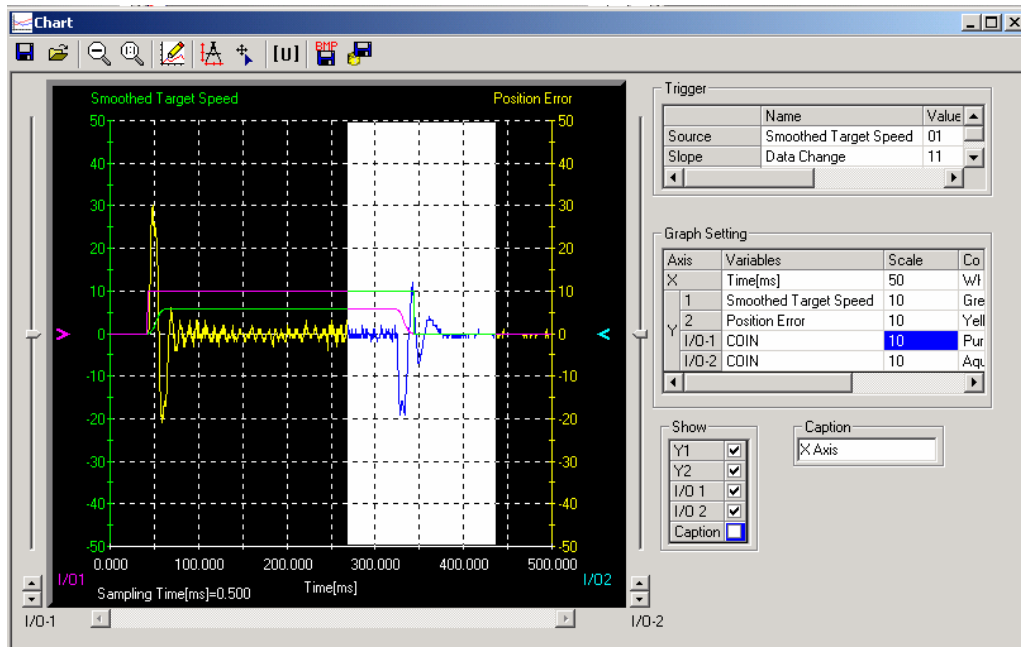 Chart
1:1
[U]
BMP
Smoothed Target Speed Position Error
50 50
40 40
30 30
20 20
10 10
0 0
-10 -10
-20 -20
-30 -30
-40 -40
-50 -50
0.000 100.000 200.000 300.000 400.000 500.000
I/O1 Time[ms] I/O2
Sampling Time[ms]=0.500
I/O-1 I/O-2
Trigger
Name Value
Source Smoothed Target Speed 01
Slope Data Change 11
Graph Setting
Axis Variables Scale Co
X Time[ms] 50 Wh
Y
1 Smoothed Target Speed 10 Gre
2 Position Error 10 Yell
I/O-1 COIN 10 Pur
I/O-2 COIN 10 Aqu
Show
Y1
Y2
I/O 1
I/O 2
Caption
Caption
X Axis